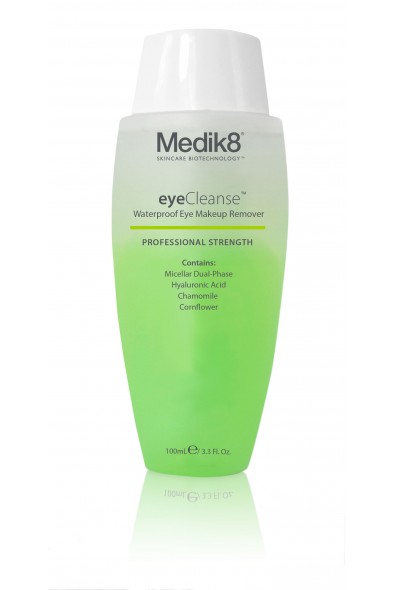 Medik8®
SKINCARE BIOTECHNOLOGY™
eyeCleanse™
Waterproof Eye Makeup Remover
PROFESSIONAL STRENGTH
Contains:
Micellar Dual-Phase
Hyaluronic Acid
Chamomile
Cornflower
100mL℮/ 3.3 Fl. Oz.